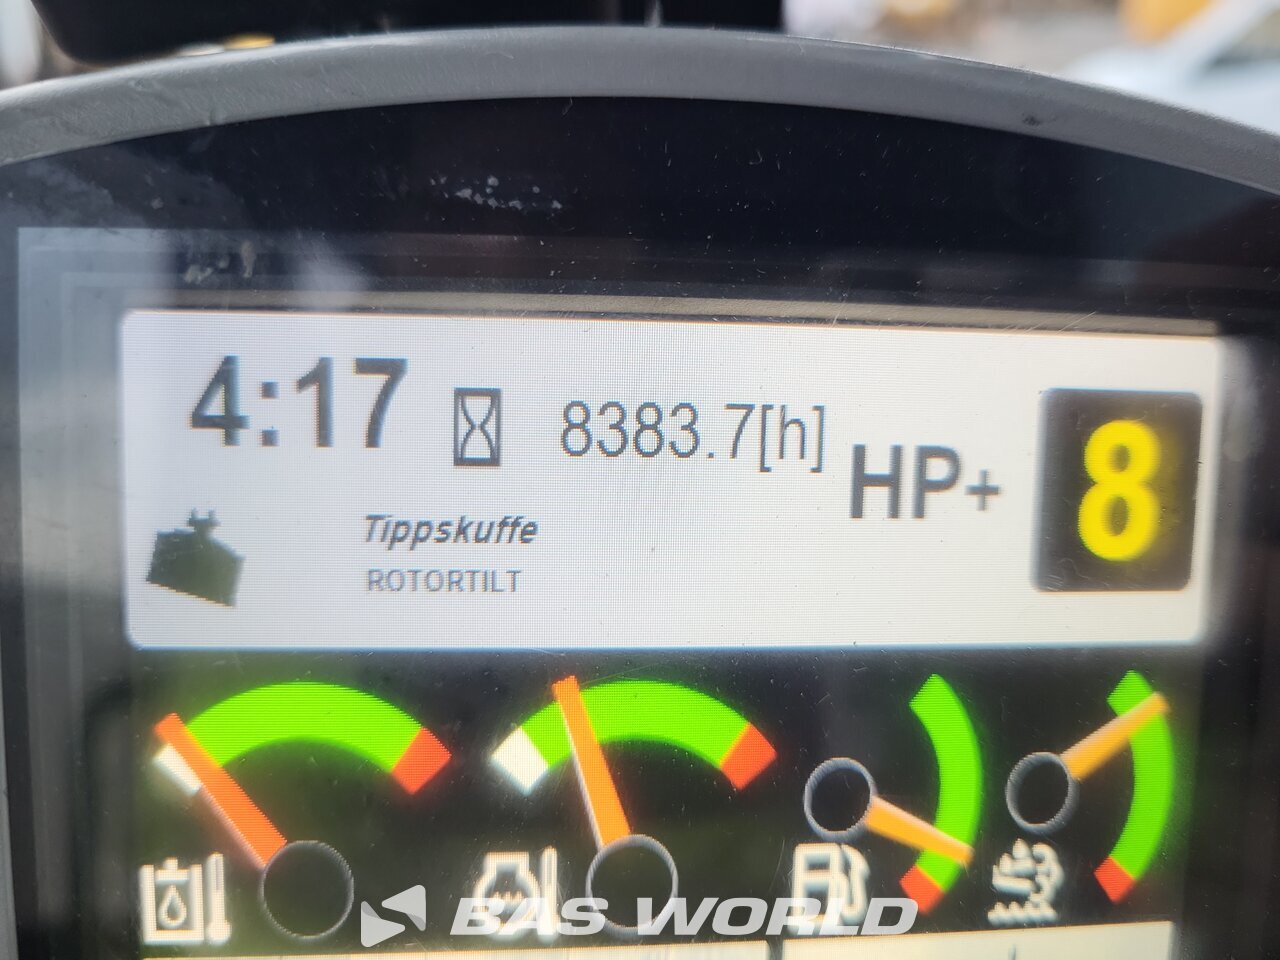 4:17
8383.7[h]
HP+
8
Tippskuffe
ROTORTILT
BAS WORLD